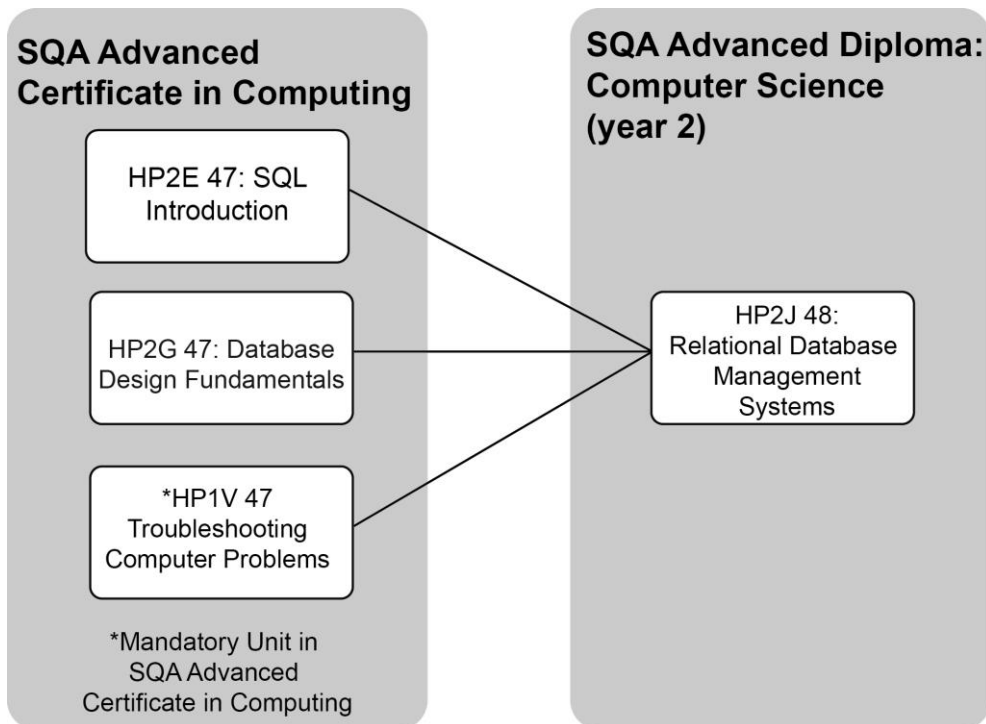 SQA Advanced
Certificate in Computing
HP2E 47: SQL
Introduction
HP2G 47: Database
Design Fundamentals
*HP1V 47
Troubleshooting
Computer Problems
*Mandatory Unit in
SQA Advanced
Certificate in Computing
SQA Advanced Diploma:
Computer Science
(year 2)
HP2J 48:
Relational Database
Management
Systems